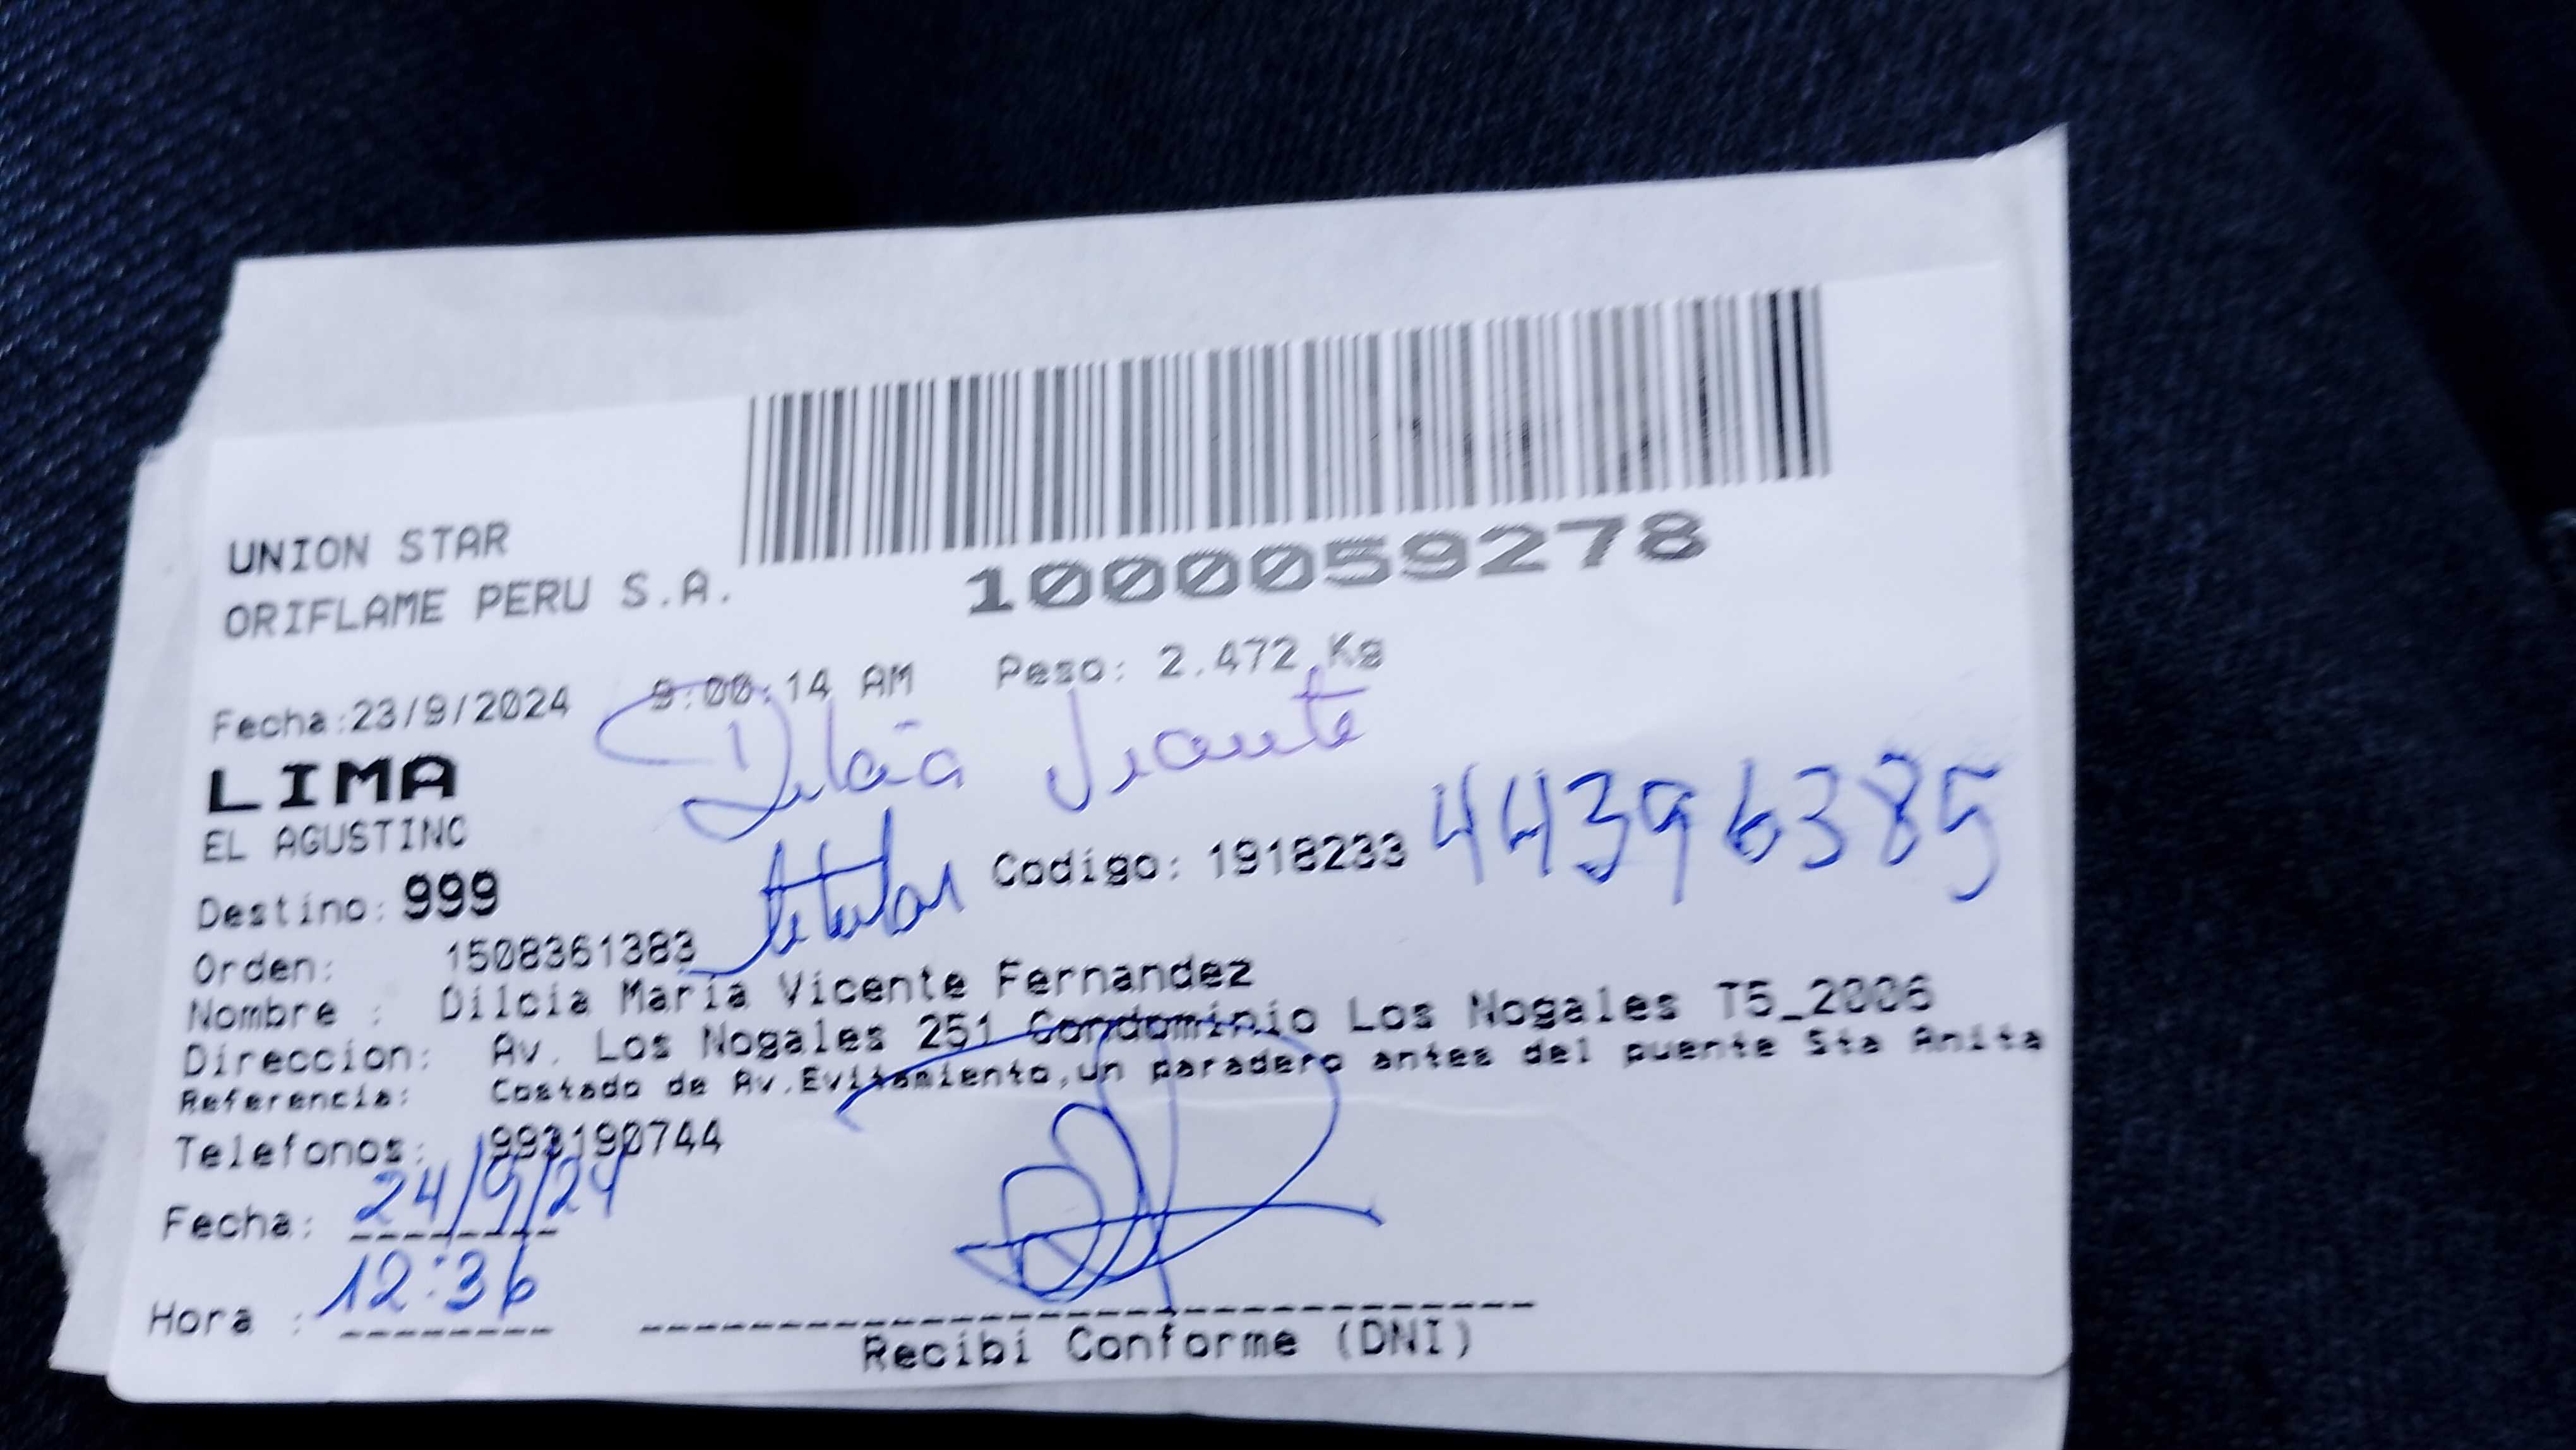 UNION STAR
ORIFLAME PERU S.A.
1000059278
Fecha:23/9/2024 9:00:14 AM Peso: 2.472 Kg
LIMA
Dilcia Vicente
EL AGUSTINO
titular
Destino: 999 Codigo: 1918233 44396385
Orden: 1508361383
Nombre : Dilcia María Vicente Fernandez
Direccion: Av. Los Nogales 251 Condominio Los Nogales T5_2006
Referencia: Costado de Av.Evitamiento,un paradero antes del puente Sta Anita
Telefonos: 993190744
Fecha: 24/9/24
Hora : 12:36
Recibi Conforme (DNI)